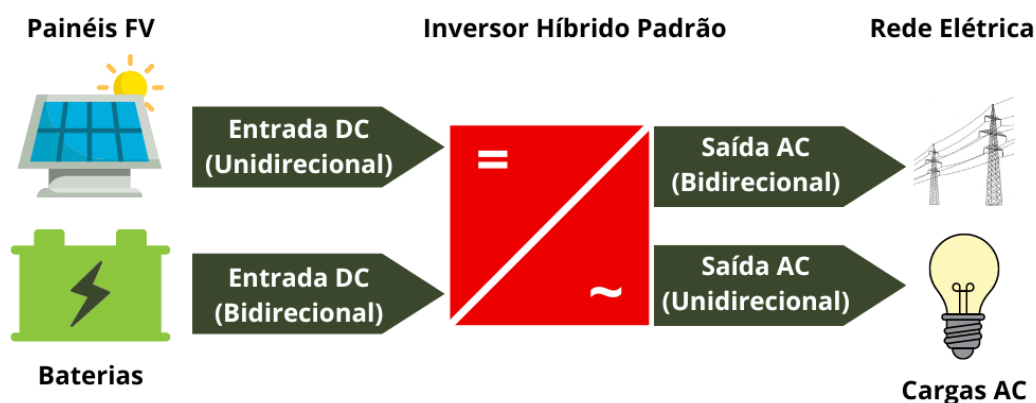 Painéis FV
Inversor Híbrido Padrão
Rede Elétrica
Entrada DC
(Unidirecional)
=
Saída AC
(Bidirecional)
Entrada DC
(Bidirecional)
~
Saída AC
(Unidirecional)
Baterias
Cargas AC